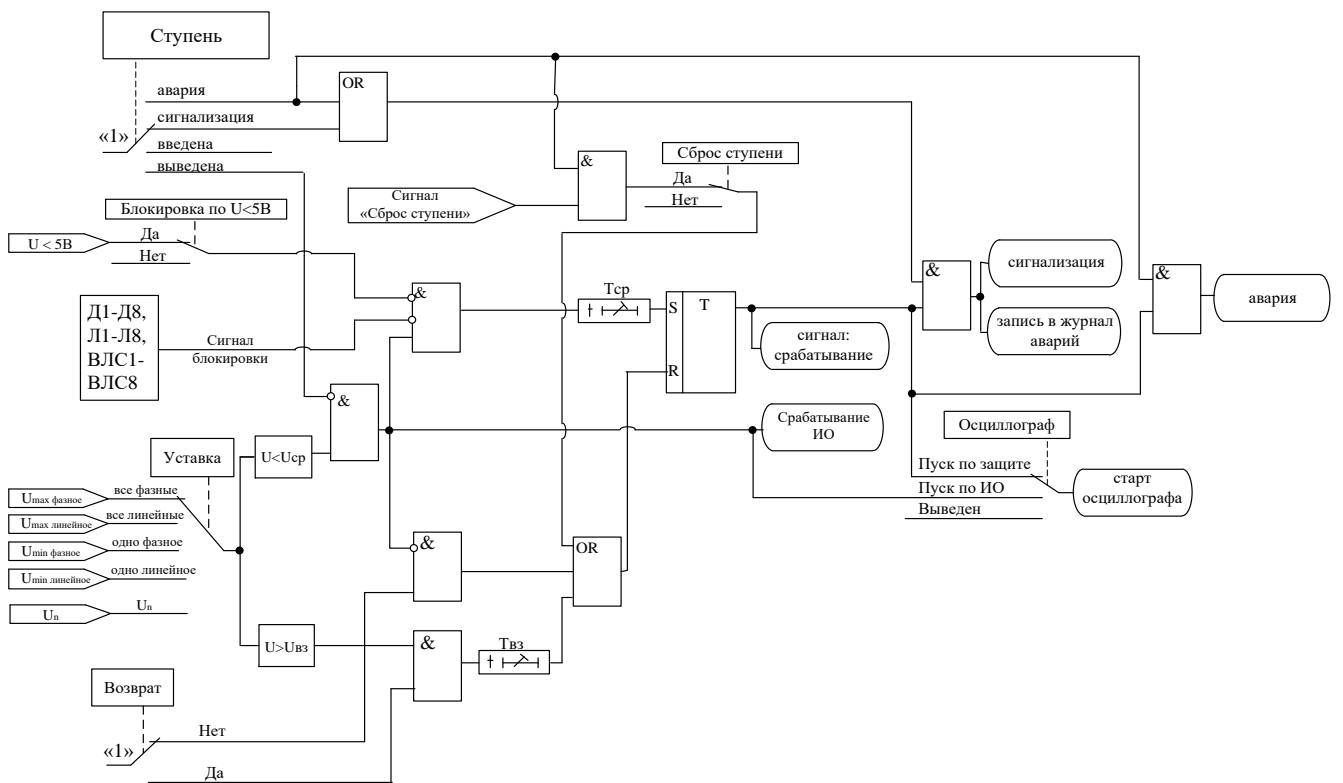 Ступень
OR
авария
сигнализация
«1»
введена
выведена
&
Сброс ступени
Да
Нет
Сигнал
«Сброс ступени»
Блокировка по U<5В
U < 5В
Да
Нет
&
Тср
S
T
R
&
сигнализация
запись в журнал
аварий
&
авария
Д1-Д8,
Л1-Л8,
ВЛС1-
ВЛС8
Сигнал
блокировки
сигнал:
срабатывание
&
Срабатывание
ИО
Осциллограф
Уставка
U<Uср
Пуск по защите
Пуск по ИО
Выведен
старт
осциллографа
Umax фазное
все фазные
Umax линейное
все линейные
Umin фазное
одно фазное
Umin линейное
одно линейное
Un
Un
&
OR
U>Uвз
&
Твз
Возврат
Нет
«1»
Да